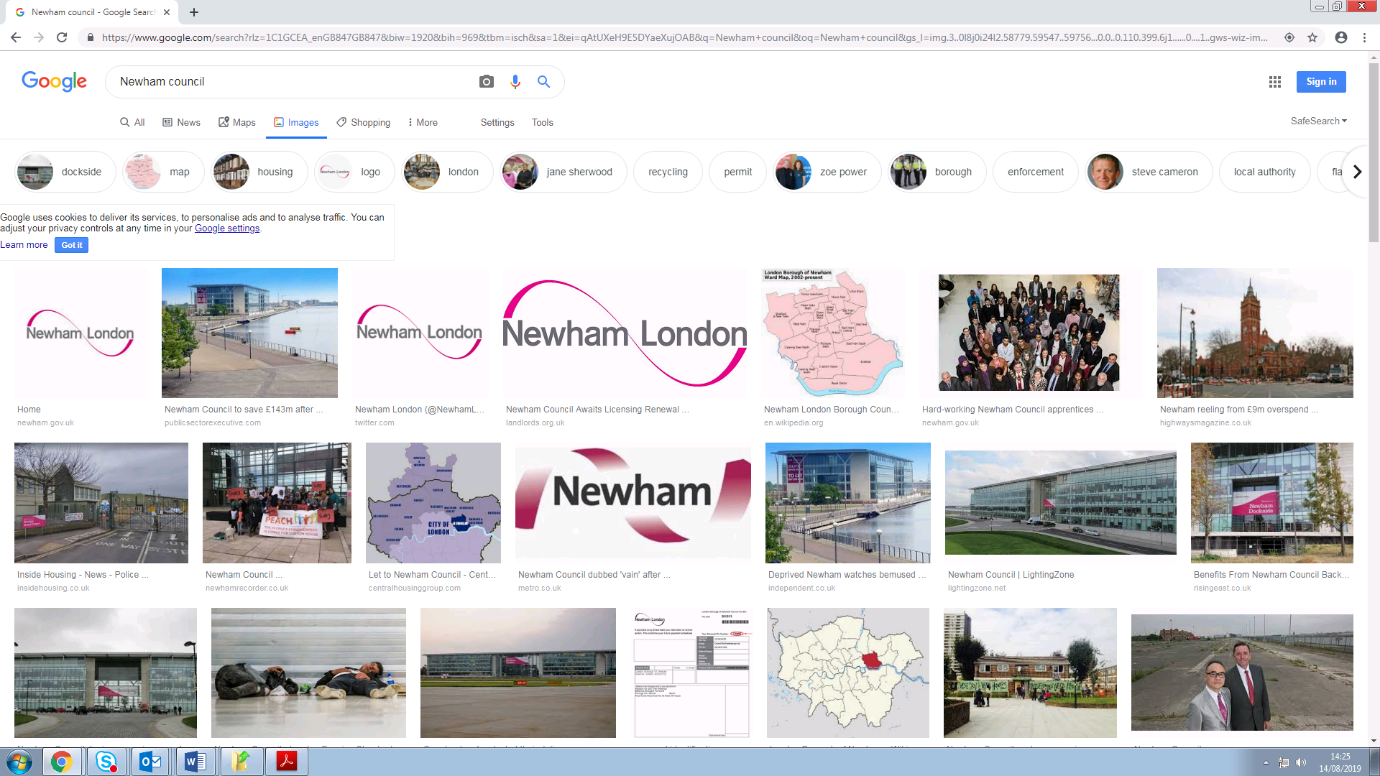 Newham council - Google Searc
https://www.google.com/search?rlz=1C1GCEA_enGB847GB847&biw=1920&bih=969&tbm=isch&sa=1&ei=qAtUXeH9E5DYaeXujOAB&q=Newham+council&oq=Newham+council&gs_l=img.3..0l8j0i24l2.58779.59547..59756...0.0..0.110.399.6j1......0....1..gws-wiz-im...
Google
Newham council
Sign in
All
News
Maps
Images
Shopping
More
Settings
Tools
SafeSearch
dockside
map
housing
logo
london
jane sherwood
recycling
permit
zoe power
borough
enforcement
steve cameron
local authority
fla
Google uses cookies to deliver its services, to personalise ads and to analyse traffic. You can
adjust your privacy controls at any time in your Google settings.
Learn more Got it
Newham London
Newham London
Newham London
London Borough of Newham
Ward Map, 2002-present
Home
newham.gov.uk
Newham Council to save £143m after ...
publicsectorexecutive.com
Newham London (@NewhamL...
twitter.com
Newham Council Awaits Licensing Renewal ...
landlords.org.uk
Newham London Borough Coun...
en.wikipedia.org
Hard-working Newham Council apprentices ...
newham.gov.uk
Newham reeling from £9m overspend ...
highwaysmagazine.co.uk
PEACH
CITY OF
LONDON
Newham
Newham
Dockside
Inside Housing - News - Police ...
insidehousing.co.uk
Newham Council ...
newhamrecorder.co.uk
Let to Newham Council - Cent...
centralhousinggroup.com
Newham Council dubbed 'vain' after ...
metro.co.uk
Deprived Newham watches bemused ...
independent.co.uk
Newham Council | LightingZone
lightingzone.net
Benefits From Newham Council Back...
risingeast.co.uk
Newham London
14:25
14/08/2019